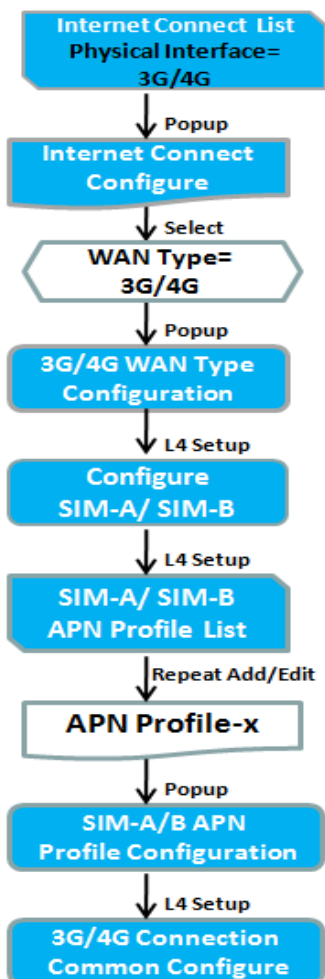 Internet Connect List
Physical Interface=
3G/4G
Popup
Internet Connect
Configure
Select
WAN Type=
3G/4G
Popup
3G/4G WAN Type
Configuration
L4 Setup
Configure
SIM-A/ SIM-B
L4 Setup
SIM-A/ SIM-B
APN Profile List
Repeat Add/Edit
APN Profile-x
Popup
SIM-A/B APN
Profile Configuration
L4 Setup
3G/4G Connection
Common Configure